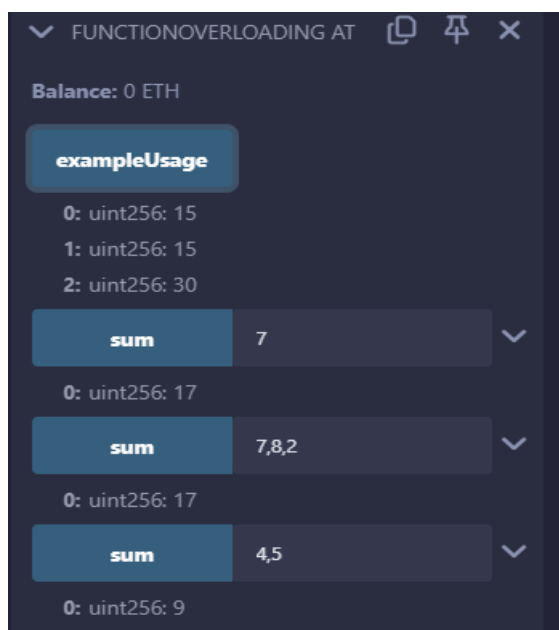 FUNCTIONOVERLOADING AT
Balance: 0 ETH
exampleUsage
0: uint256: 15
1: uint256: 15
2: uint256: 30
sum 7
0: uint256: 17
sum 7,8,2
0: uint256: 17
sum 4,5
0: uint256: 9